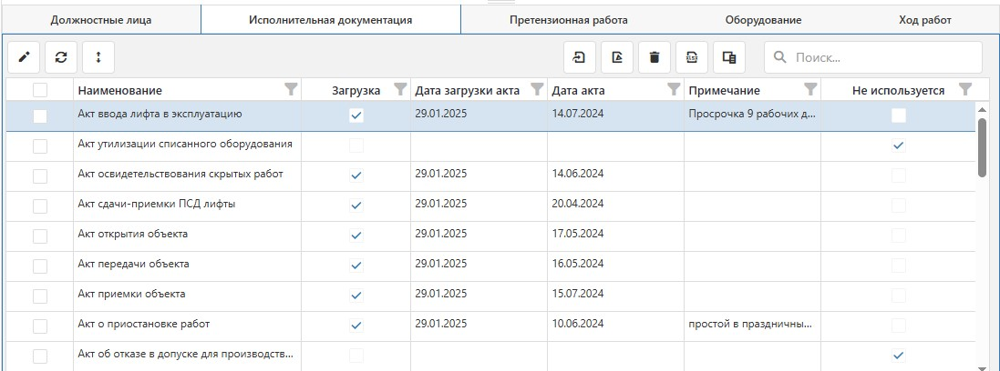 Должностные лица Исполнительная документация Претензионная работа Оборудование Ход работ
Поиск...
Наименование Загрузка Дата загрузки акта Дата акта Примечание Не используется
Акт ввода лифта в эксплуатацию 29.01.2025 14.07.2024 Просрочка 9 рабочих д...
Акт утилизации списанного оборудования
Акт освидетельствования скрытых работ 29.01.2025 14.06.2024
Акт сдачи-приемки ПСД лифты 29.01.2025 20.04.2024
Акт открытия объекта 29.01.2025 17.05.2024
Акт передачи объекта 29.01.2025 16.05.2024
Акт приемки объекта 29.01.2025 15.07.2024
Акт о приостановке работ 29.01.2025 10.06.2024 простой в праздничны...
Акт об отказе в допуске для производств...